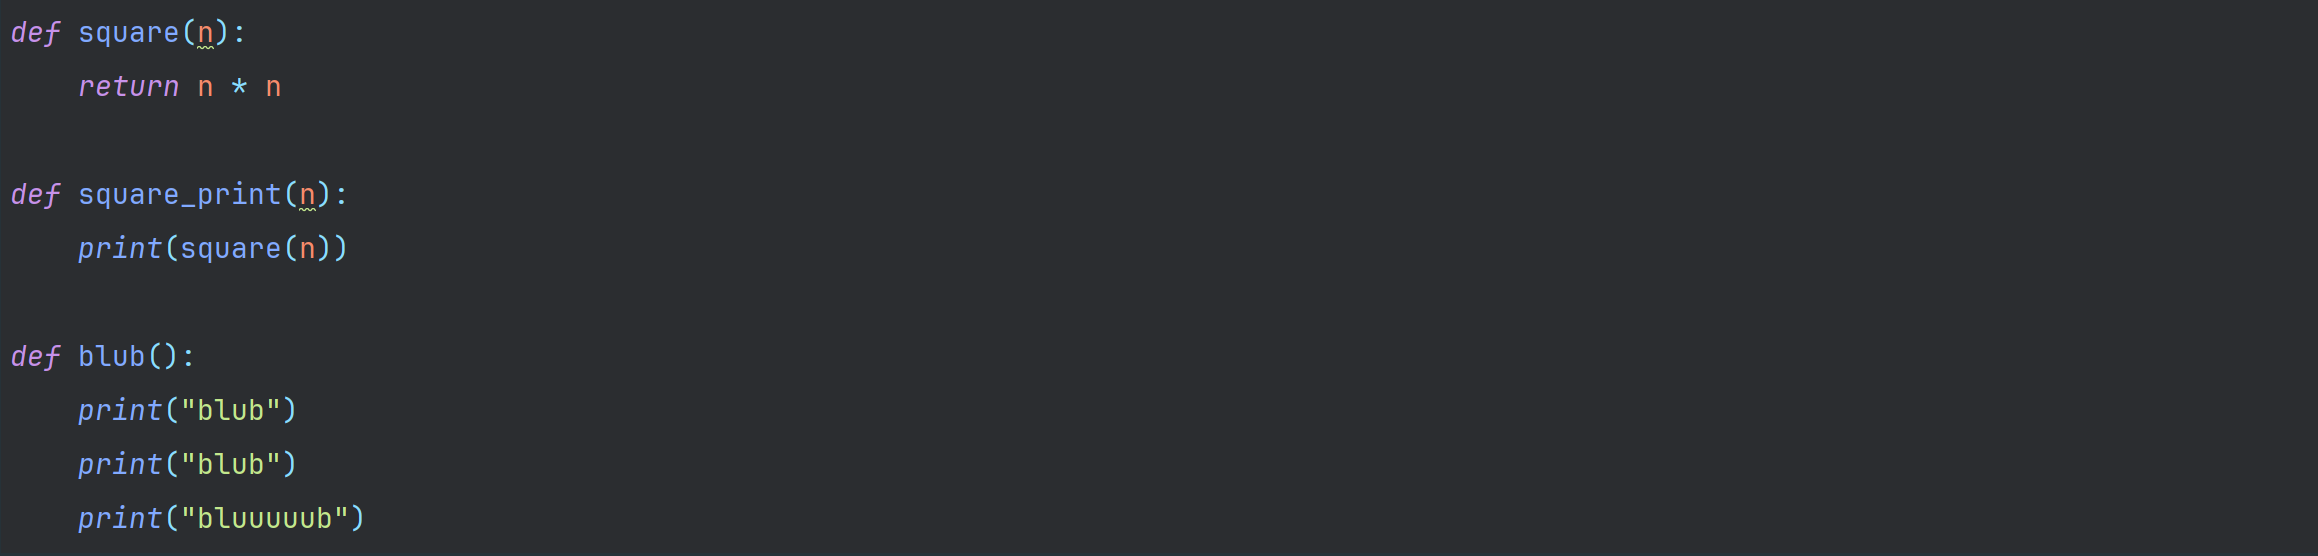 def square(n):
    return n * n

def square_print(n):
    print(square(n))

def blub():
    print("blub")
    print("blub")
    print("bluuuuub")